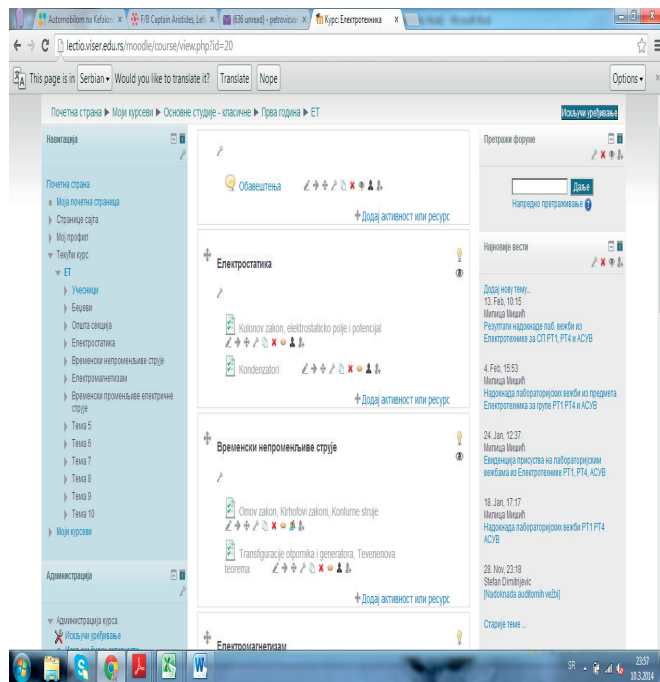 Automobilom na Kefalon
F/B Captain Aristides, Lefk
(636 unread) - petrovicva
Курс: Електротехника
lectio.viser.edu.rs/moodle/course/view.php?id=20
This page is in Serbian Would you like to translate it? Translate Nope Options
Почетна страна ▶ Моји курсеви ▶ Основне студије - класичне ▶ Прва година ▶ ЕТ
Искључи уређивање
Навигација
Почетна страна
Моја почетна страница
Странице сајта
Мој профил
Текући курс
ЕТ
Учесници
Беџеви
Општа секција
Електростатика
Временски непроменљиве струје
Електромагнетизам
Временски променљиве електричне
струје
Тема 5
Тема 6
Тема 7
Тема 8
Тема 9
Тема 10
Моји курсеви
Администрација
Администрација курса
Искључи уређивање
Обавештења
Додај активност или ресурс
Електростатика
Kulonov zakon, elektrostaticko polje i potencijal
Kondenzatori
Додај активност или ресурс
Временски непроменљиве струје
Omov zakon, Kirhofovi zakoni, Konturne struje
Transfiguracije otpornika i generatora, Tevenenova
teorema
Додај активност или ресурс
Електромагнетизам
Претражи форуме
Даље
Напредно претраживање
Најновије вести
Додај нову тему...
13. Feb, 10:15
Милица Мишић
Резултати надокнаде лаб. вежби из
Електротехнике за СП РТ1, РТ4 и АСУВ
4. Feb, 15:53
Милица Мишић
Надокнада лабораторијских вежби из предмета
Електротехника за групе РТ1 РТ4 и АСУВ
24. Jan, 12:37
Милица Мишић
Евиденција присуства на лабораторијским
вежбама из Електротехнике РТ1, РТ4, АСУВ
18. Jan, 17:17
Милица Мишић
Надокнада лабораторијских вежби РТ1 РТ4
АСУВ
28. Nov, 23:18
Stefan Dimitrijevic
[Nadoknada auditornih vežbi]
Старије теме ...
SR
23:57
10.3.2014